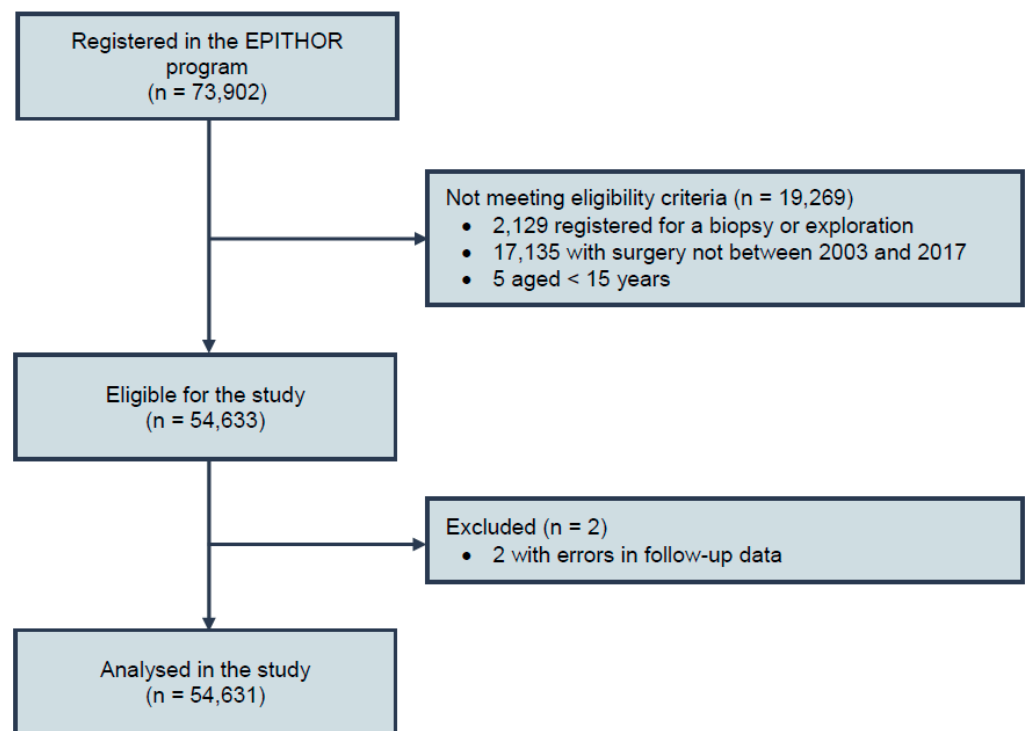 Registered in the EPITHOR
program
(n = 73,902)
Not meeting eligibility criteria (n = 19,269)
• 2,129 registered for a biopsy or exploration
• 17,135 with surgery not between 2003 and 2017
• 5 aged < 15 years
Eligible for the study
(n = 54,633)
Excluded (n = 2)
• 2 with errors in follow-up data
Analysed in the study
(n = 54,631)